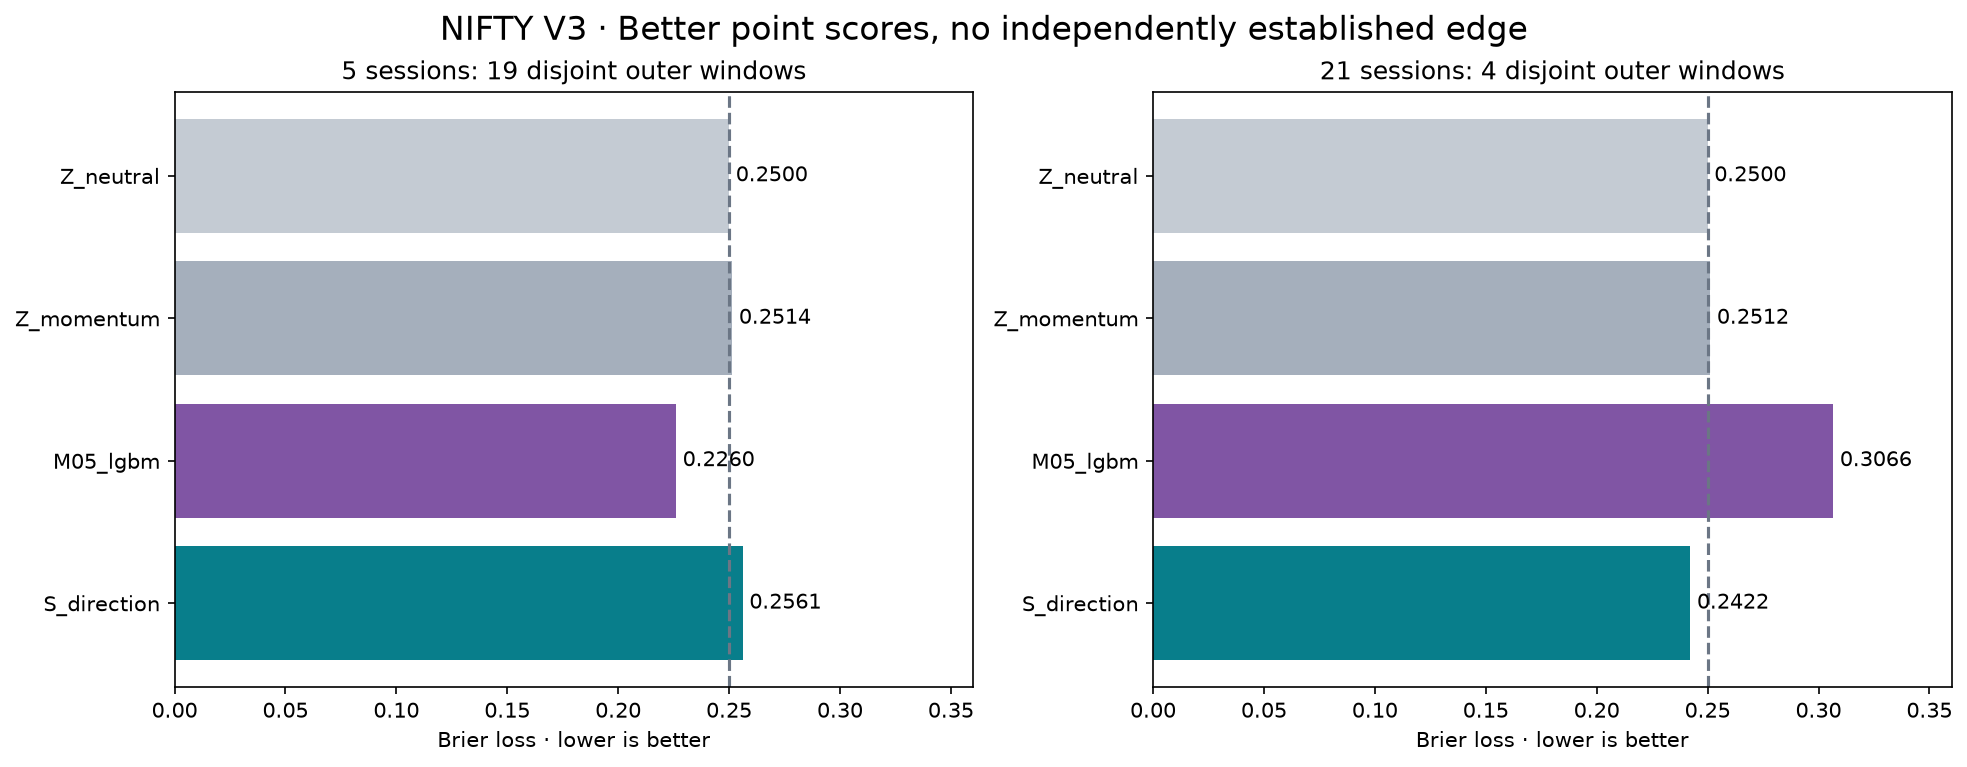 NIFTY V3 · Better point scores, no independently established edge
5 sessions: 19 disjoint outer windows
Z_neutral
0.2500
Z_momentum
0.2514
M05_lgbm
0.2260
S_direction
0.2561
0.00 0.05 0.10 0.15 0.20 0.25 0.30 0.35
Brier loss · lower is better
21 sessions: 4 disjoint outer windows
Z_neutral
0.2500
Z_momentum
0.2512
M05_lgbm
0.3066
S_direction
0.2422
0.00 0.05 0.10 0.15 0.20 0.25 0.30 0.35
Brier loss · lower is better